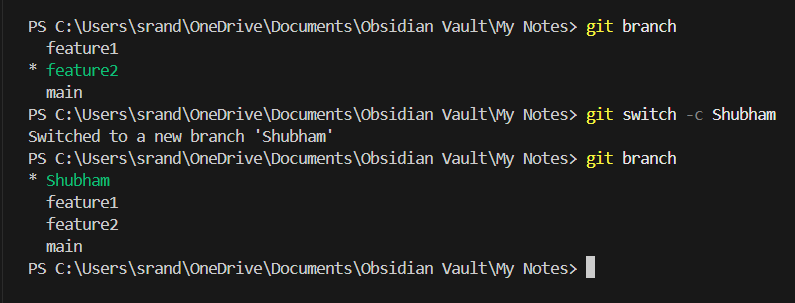 PS C:\Users\srand\OneDrive\Documents\Obsidian Vault\My Notes> git branch
  feature1
* feature2
  main
PS C:\Users\srand\OneDrive\Documents\Obsidian Vault\My Notes> git switch -c Shubham
Switched to a new branch 'Shubham'
PS C:\Users\srand\OneDrive\Documents\Obsidian Vault\My Notes> git branch
* Shubham
  feature1
  feature2
  main
PS C:\Users\srand\OneDrive\Documents\Obsidian Vault\My Notes>